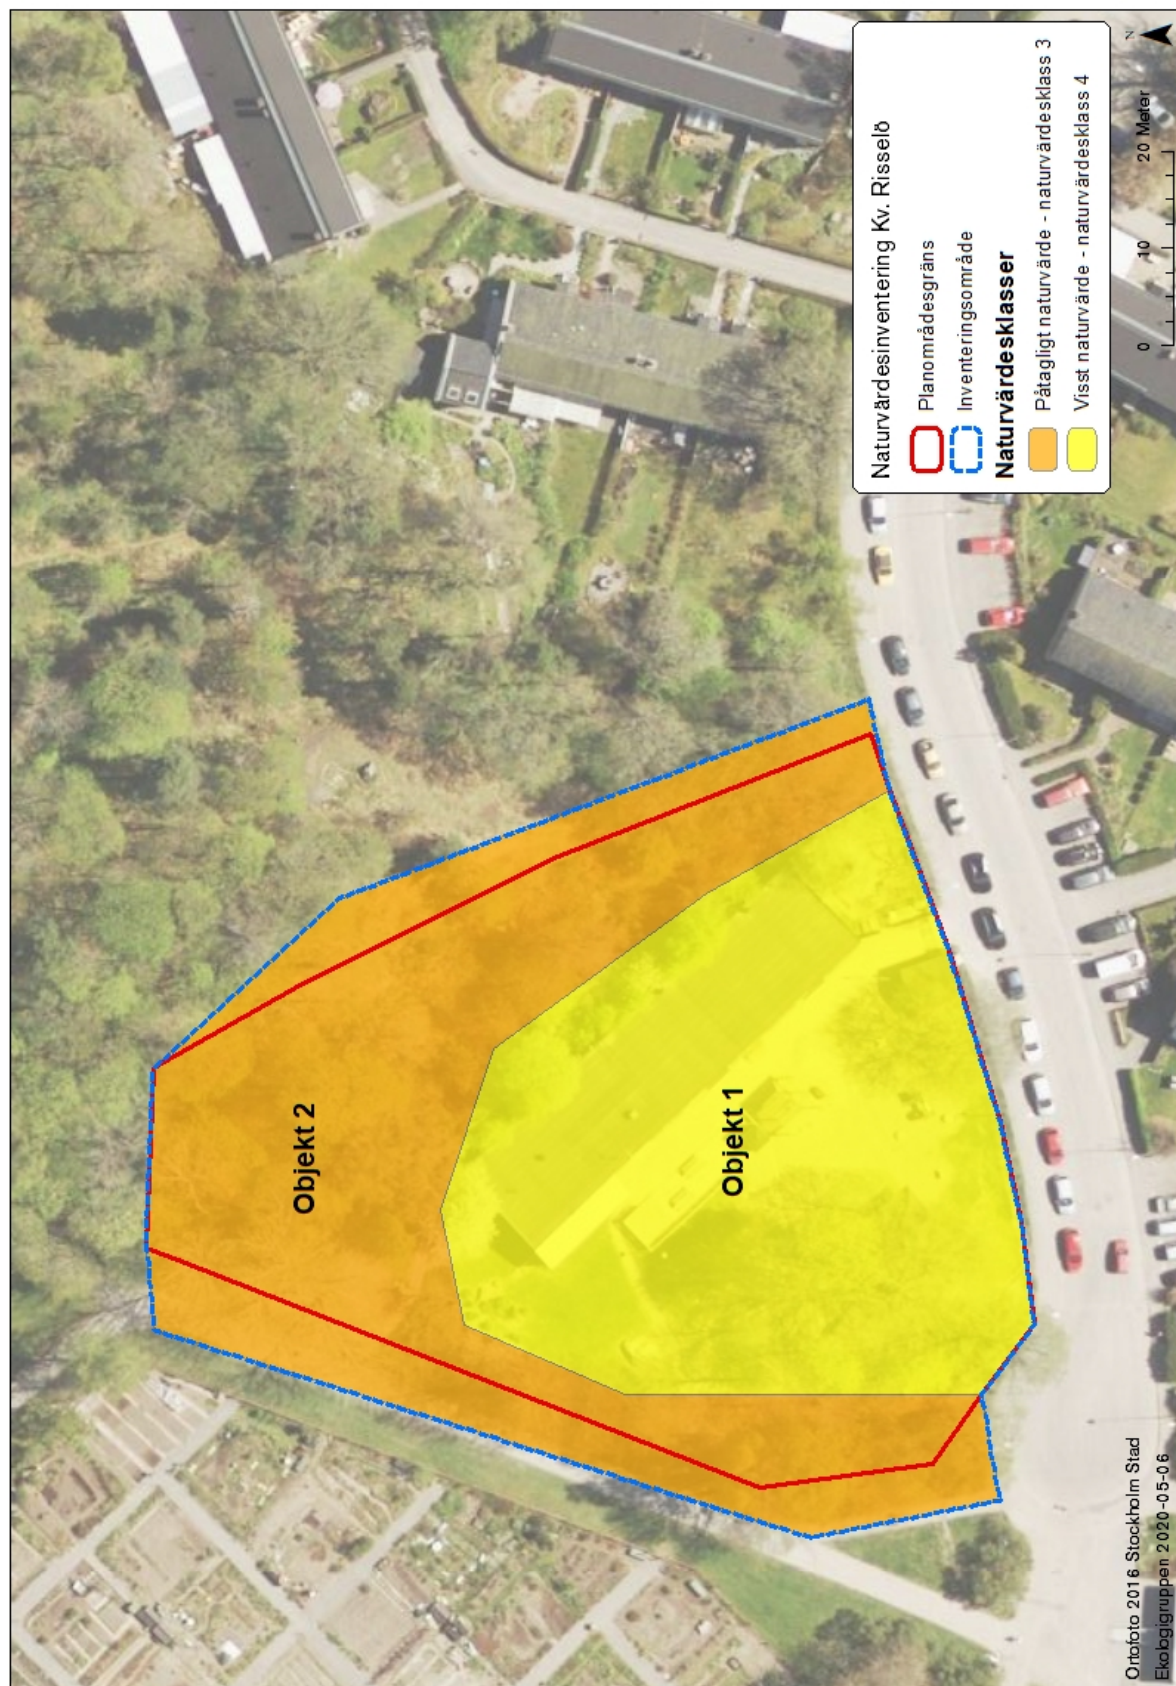 Naturvärdesinventering Kv. Risselö
Planområdesgräns
Inventeringsområde
Naturvärdesklasser
Påtagligt naturvärde - naturvärdesklass 3
Visst naturvärde - naturvärdesklass 4
N
0 10 20 Meter
Objekt 2
Objekt 1
Ortofoto 2016 Stockholm Stad
Ekologigruppen 2020-05-06